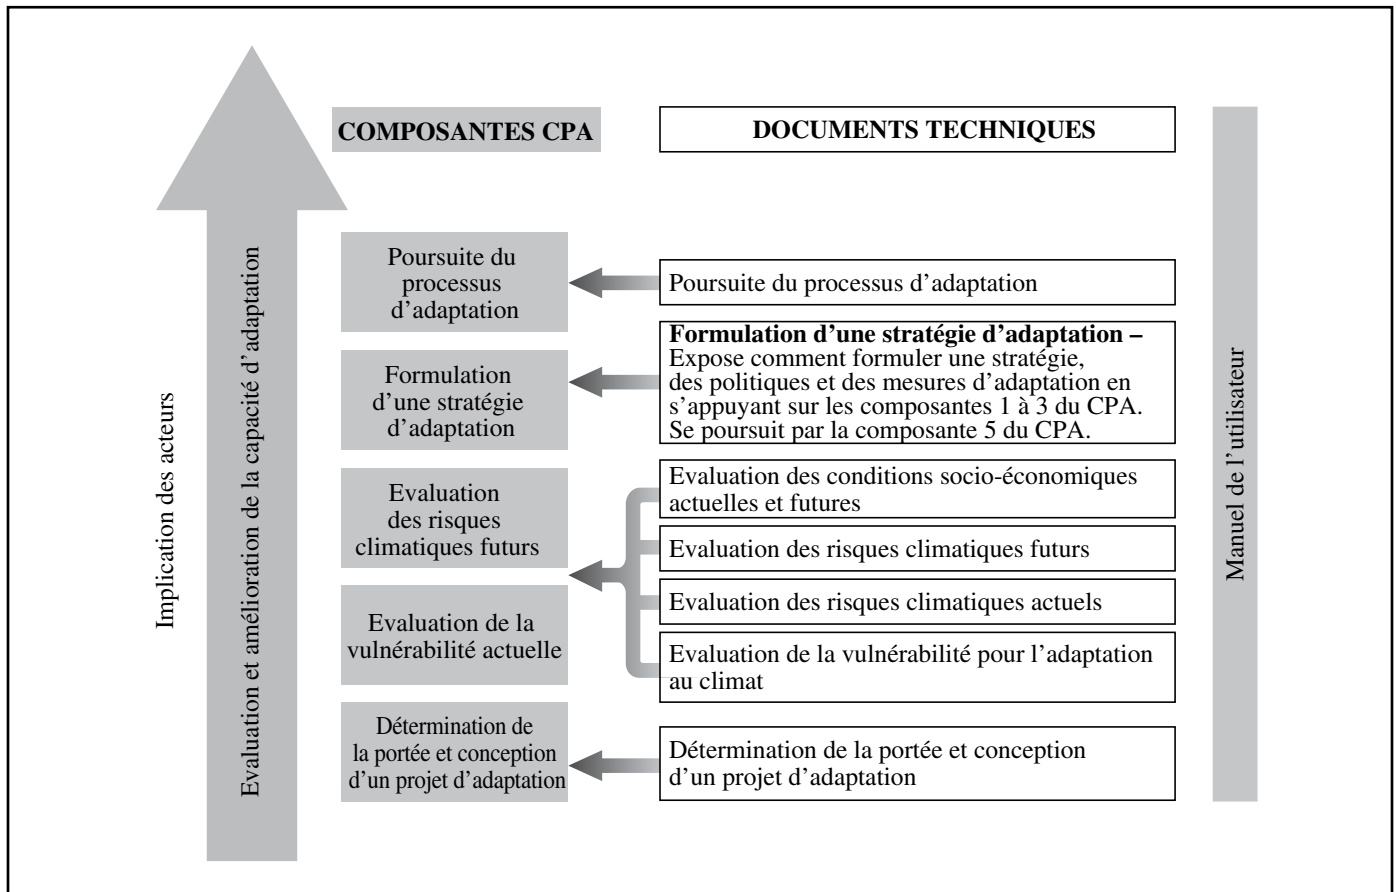 Implication des acteurs
Evaluation et amélioration de la capacité d’adaptation
COMPOSANTES CPA
Poursuite du
processus
d’adaptation
Formulation
d’une stratégie
d’adaptation
Evaluation
des risques
climatiques futurs
Evaluation de la
vulnérabilité actuelle
Détermination de
la portée et conception
d’un projet d’adaptation
DOCUMENTS TECHNIQUES
Poursuite du processus d’adaptation
Formulation d’une stratégie d’adaptation –
Expose comment formuler une stratégie,
des politiques et des mesures d’adaptation en
s’appuyant sur les composantes 1 à 3 du CPA.
Se poursuit par la composante 5 du CPA.
Evaluation des conditions socio-économiques
actuelles et futures
Evaluation des risques climatiques futurs
Evaluation des risques climatiques actuels
Evaluation de la vulnérabilité pour l’adaptation
au climat
Détermination de la portée et conception
d’un projet d’adaptation
Manuel de l’utilisateur